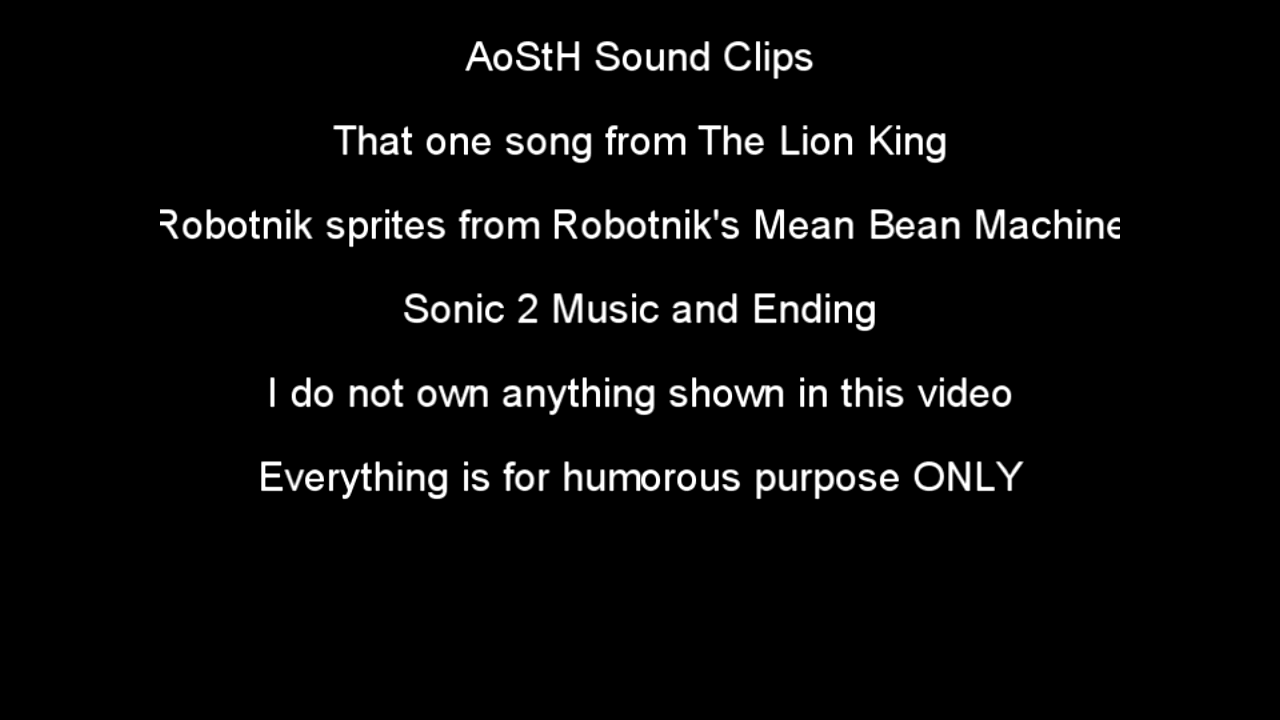 AoStH Sound Clips
That one song from The Lion King
Robotnik sprites from Robotnik's Mean Bean Machine
Sonic 2 Music and Ending
I do not own anything shown in this video
Everything is for humorous purpose ONLY